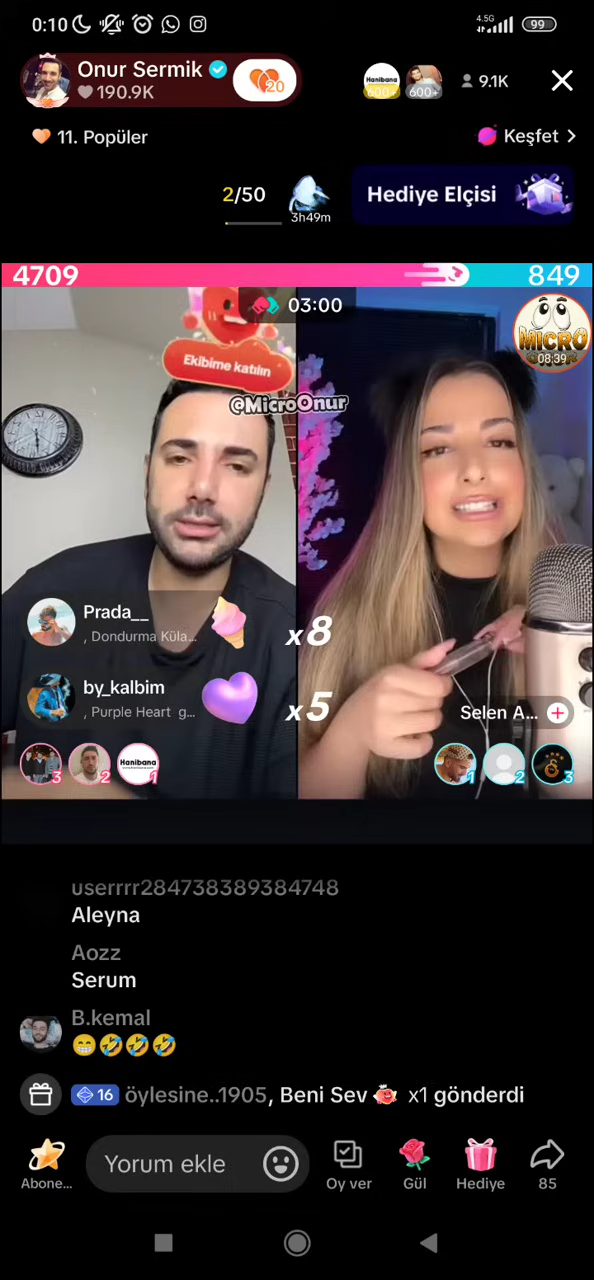 0:10
4.5G
99
Onur Sermik
190.9K
20
Hanibana
600+
600+
9.1K
11. Popüler
Keşfet
2/50
3h49m
Hediye Elçisi
4709
849
03:00
MICRO
08:39
Ekibime katılın
@MicroOnur
Prada__
, Dondurma Küla...
x8
by_kalbim
, Purple Heart g...
x5
Selen A...
3
2
Hanibana
1
1
2
3
userrrr284738389384748
Aleyna
Aozz
Serum
B.kemal
16 öylesine..1905, Beni Sev x1 gönderdi
Yorum ekle
Abone...
Oy ver
Gül
Hediye
85